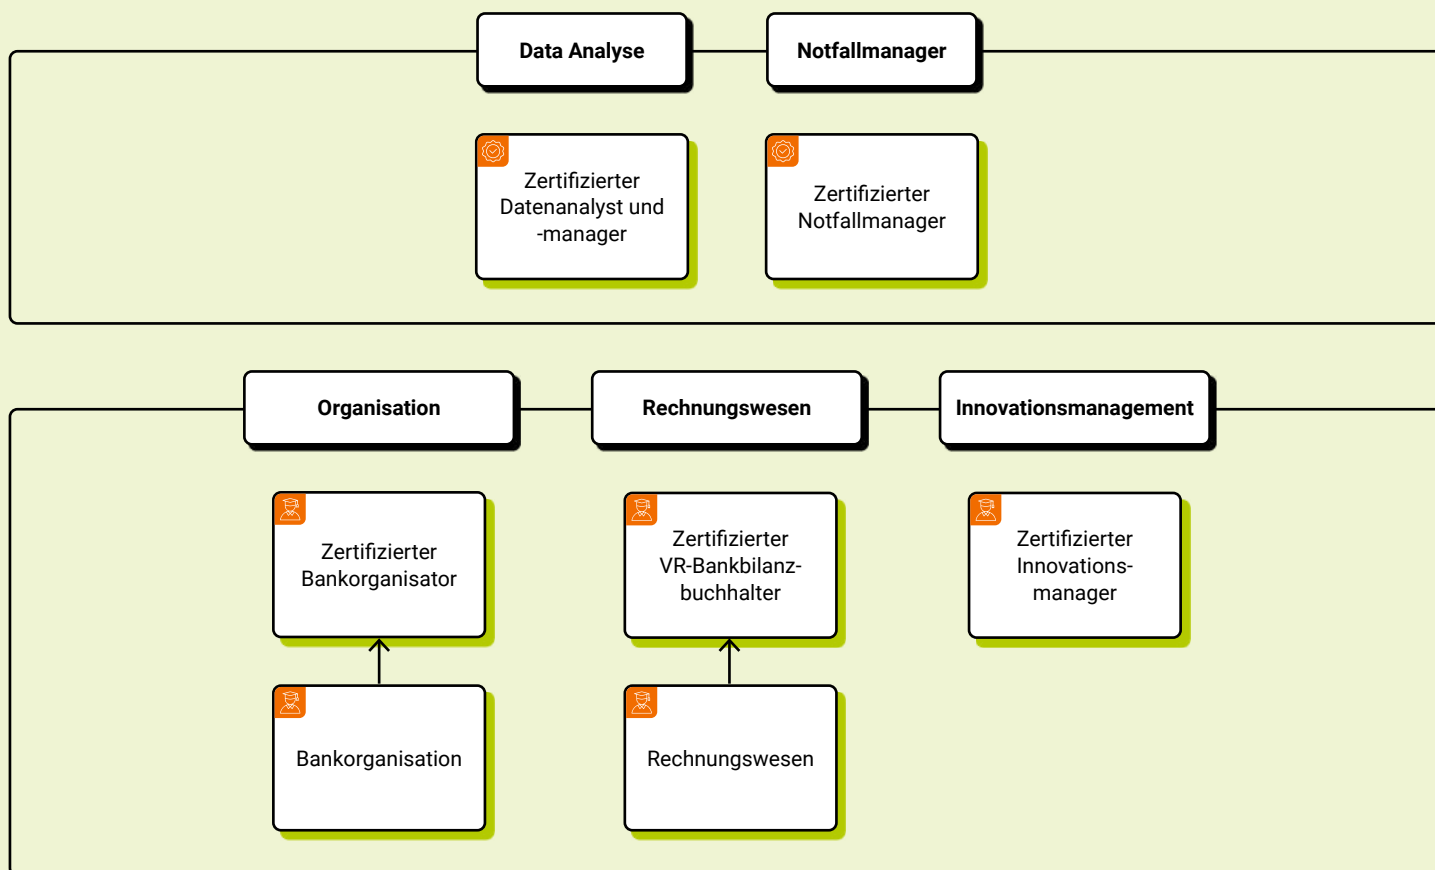 Data Analyse
Notfallmanager
Zertifizierter
Datenanalyst und
-manager
Zertifizierter
Notfallmanager
Organisation
Rechnungswesen
Innovationsmanagement
Zertifizierter
Bankorganisator
Zertifizierter
VR-Bankbilanz-
buchhalter
Zertifizierter
Innovations-
manager
Bankorganisation
Rechnungswesen